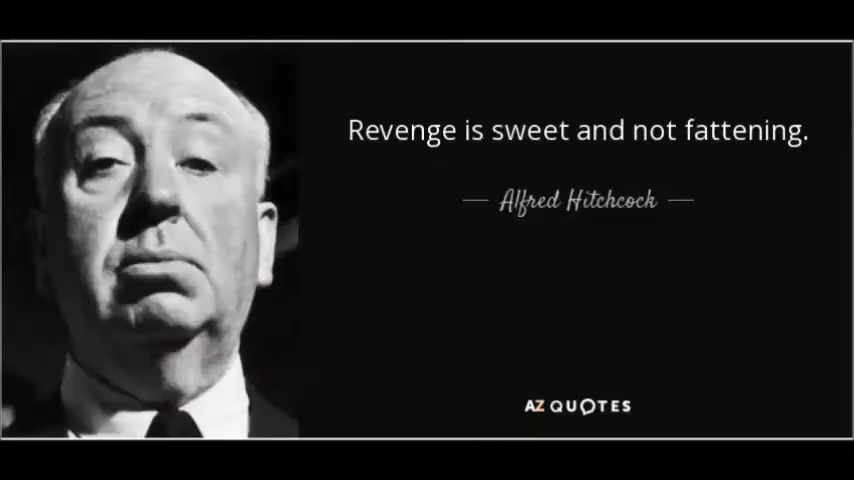 Revenge is sweet and not fattening.
— Alfred Hitchcock —
AZ QUOTES